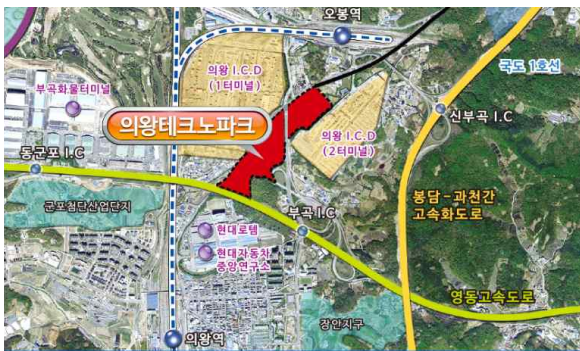 오봉역
의왕 I.C.D
(1터미널)
국도 1호선
부곡화물터미널
의왕테크노파크
신부곡 I.C
의왕 I.C.D
(2터미널)
동군포 I.C
봉담-과천간
고속화도로
군포첨단산업단지
부곡 I.C
현대로템
현대자동차
중앙연구소
영동고속도로
장안지구
의왕역